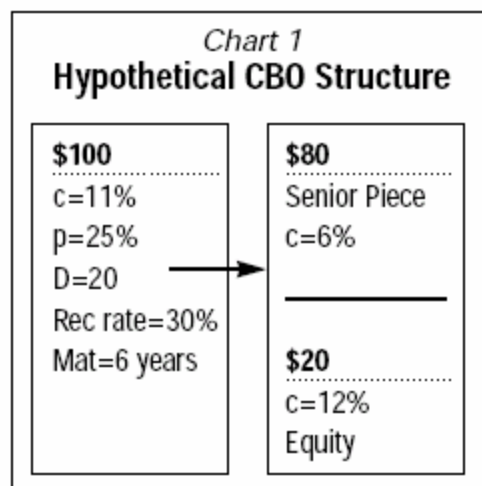 Chart 1
Hypothetical CBO Structure
$100
c=11%
p=25%
D=20
Rec rate=30%
Mat=6 years
$80
Senior Piece
c=6%
$20
c=12%
Equity